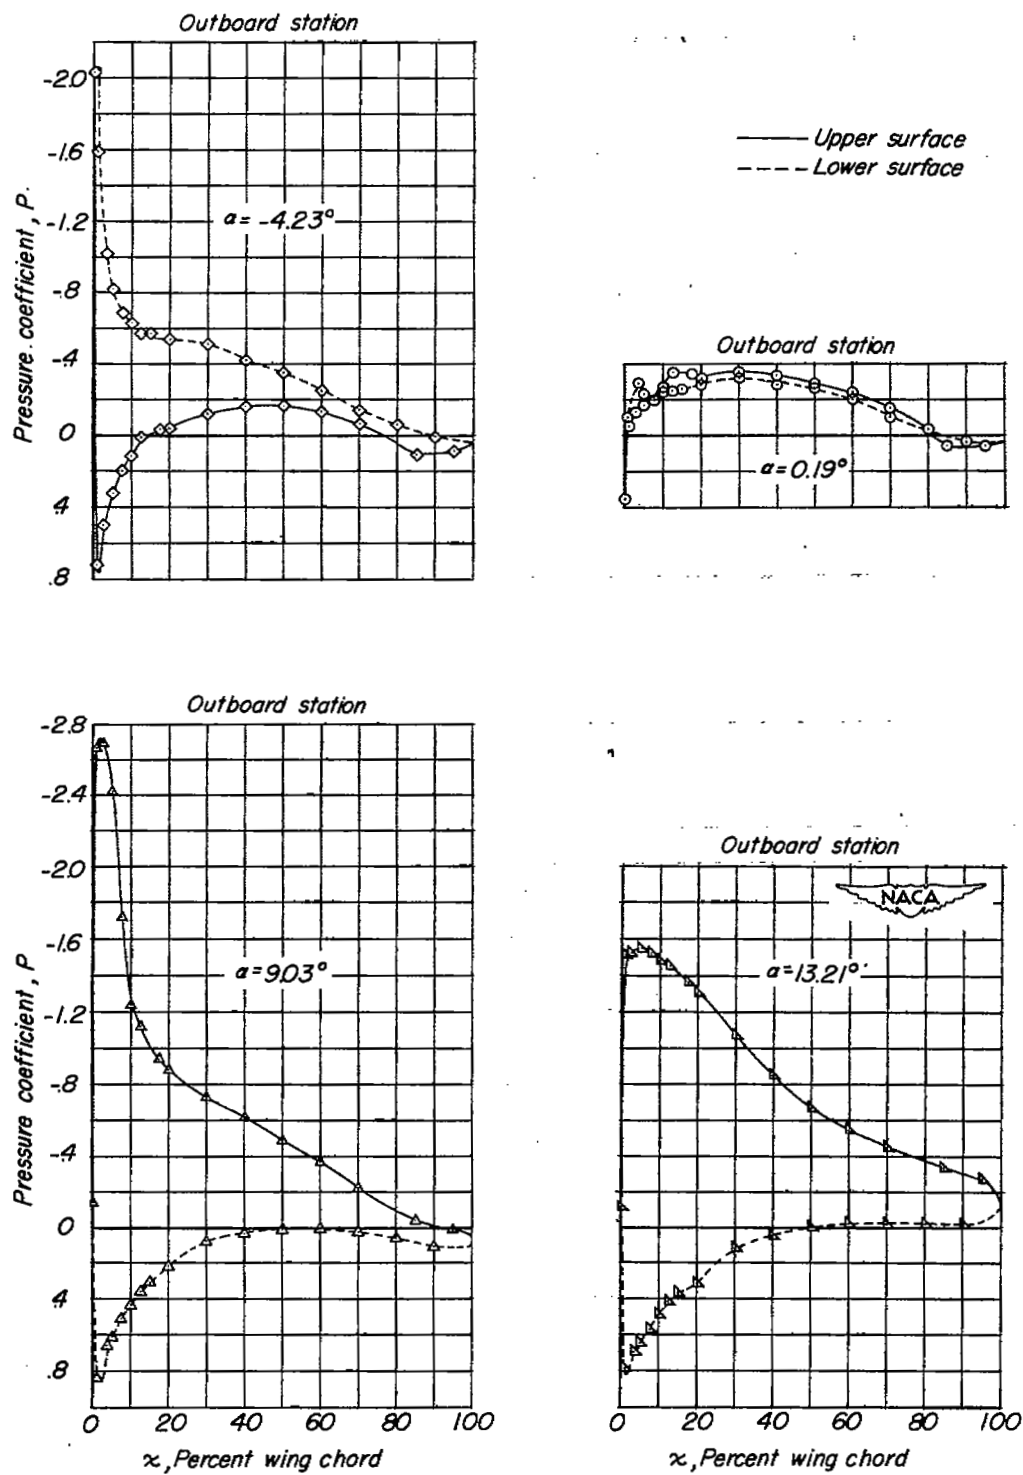 Outboard station
-2.0
-1.6
-1.2
-.8
-.4
0
.4
.8
Pressure coefficient, P
α = -4.23°
Upper surface
Lower surface
Outboard station
α = 0.19°
Outboard station
-2.8
-2.4
-2.0
-1.6
-1.2
-.8
-.4
0
.4
.8
Pressure coefficient, P
α = 9.03°
0 20 40 60 80 100
x, Percent wing chord
Outboard station
NACA
α = 13.21°
0 20 40 60 80 100
x, Percent wing chord